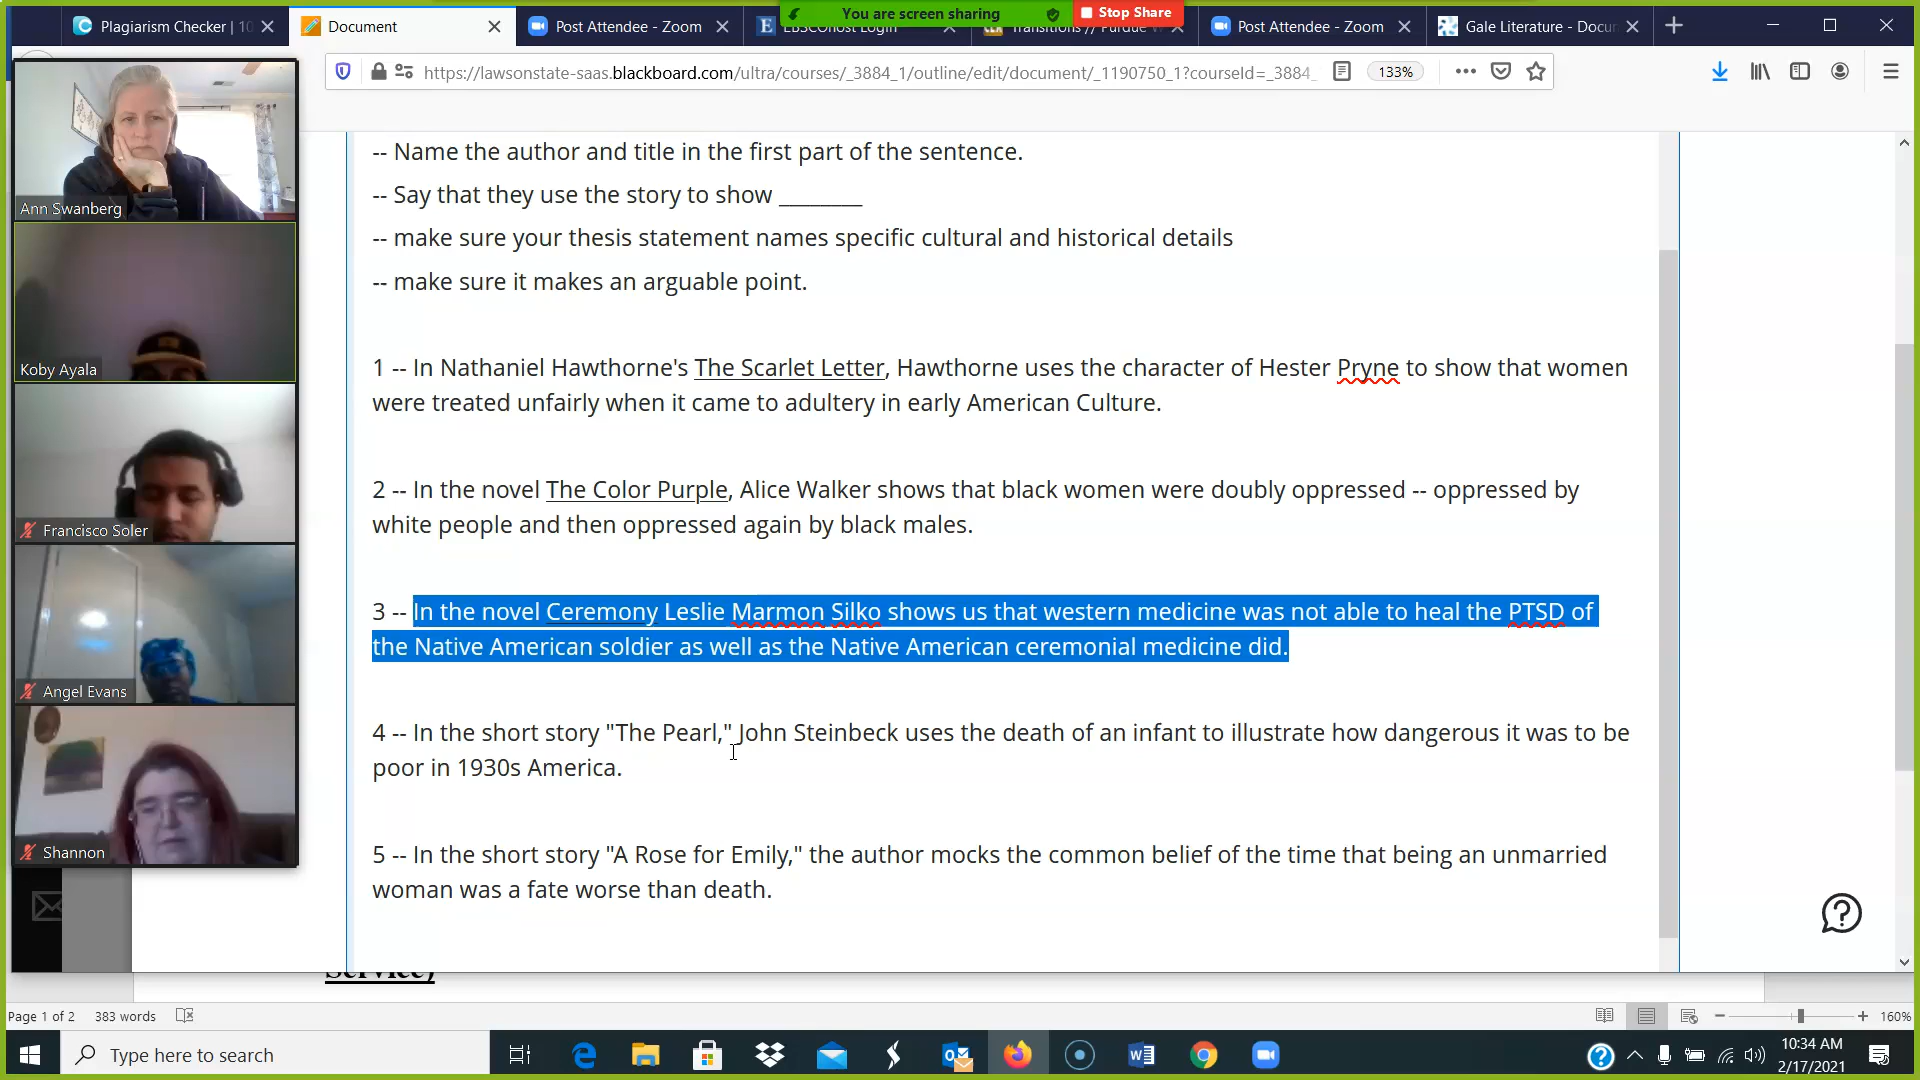 Plagiarism Checker | 10
Document
Post Attendee - Zoom
You are screen sharing
Stop Share
EBSCOhost Login
Transitions // Purdue
Post Attendee - Zoom
Gale Literature - Docu
https://lawsonstate-saas.blackboard.com/ultra/courses/_3884_1/outline/edit/document/_1190750_1?courseId=_3884_
133%
-- Name the author and title in the first part of the sentence.
-- Say that they use the story to show ________
-- make sure your thesis statement names specific cultural and historical details
-- make sure it makes an arguable point.
1 -- In Nathaniel Hawthorne's The Scarlet Letter, Hawthorne uses the character of Hester Pryne to show that women
were treated unfairly when it came to adultery in early American Culture.
2 -- In the novel The Color Purple, Alice Walker shows that black women were doubly oppressed -- oppressed by
white people and then oppressed again by black males.
3 -- In the novel Ceremony Leslie Marmon Silko shows us that western medicine was not able to heal the PTSD of
the Native American soldier as well as the Native American ceremonial medicine did.
4 -- In the short story "The Pearl," John Steinbeck uses the death of an infant to illustrate how dangerous it was to be
poor in 1930s America.
5 -- In the short story "A Rose for Emily," the author mocks the common belief of the time that being an unmarried
woman was a fate worse than death.
Ann Swanberg
Koby Ayala
Francisco Soler
Angel Evans
Shannon
Service)
Page 1 of 2
383 words
160%
Type here to search
10:34 AM
2/17/2021